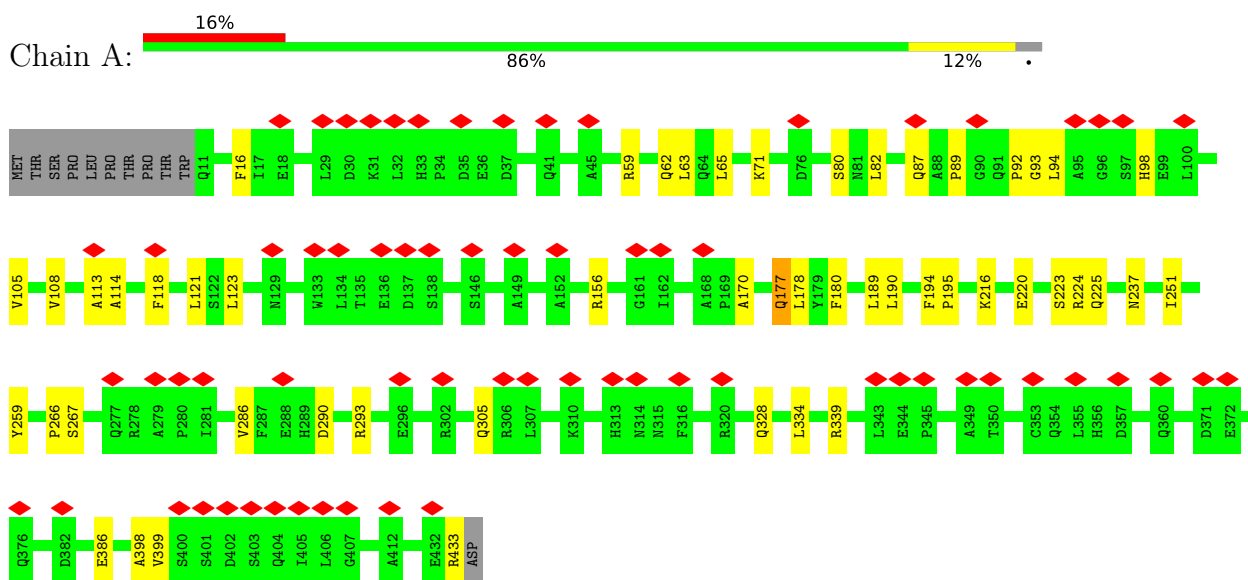 16%
Chain A:
86% 12% •
MET THR SER PRO LEU PRO THR PRO THR TRP Q11 F16 I17 E18 L29 D30 K31 L32 H33 P34 D35 E36 D37 Q41 A45 R59 Q62 L63 Q64 L65 K71 D76 S80 N81 L82 Q87 A88 P89 G90 Q91 P92 G93 L94 A95 G96 S97 H98 E99 L100
V105 V108 A113 A114 F118 L121 S122 L123 N129 W133 L134 T135 E136 D137 S138 S146 A149 A152 R156 G161 I162 A168 P169 A170 Q177 L178 Y179 F180 L189 L190 F194 P195 K216 E220 S223 R224 Q225 N237 I251
Y259 P266 S267 Q277 R278 A279 P280 I281 V286 F287 E288 H289 D290 R293 E296 R302 Q305 R306 L307 K310 H313 N314 N315 F316 R320 Q328 L334 R339 L343 E344 P345 A349 T350 C353 Q354 L355 H356 D357 Q360 D371 E372
Q376 D382 E386 A398 V399 S400 S401 D402 S403 Q404 I405 L406 G407 A412 E432 R433 ASP